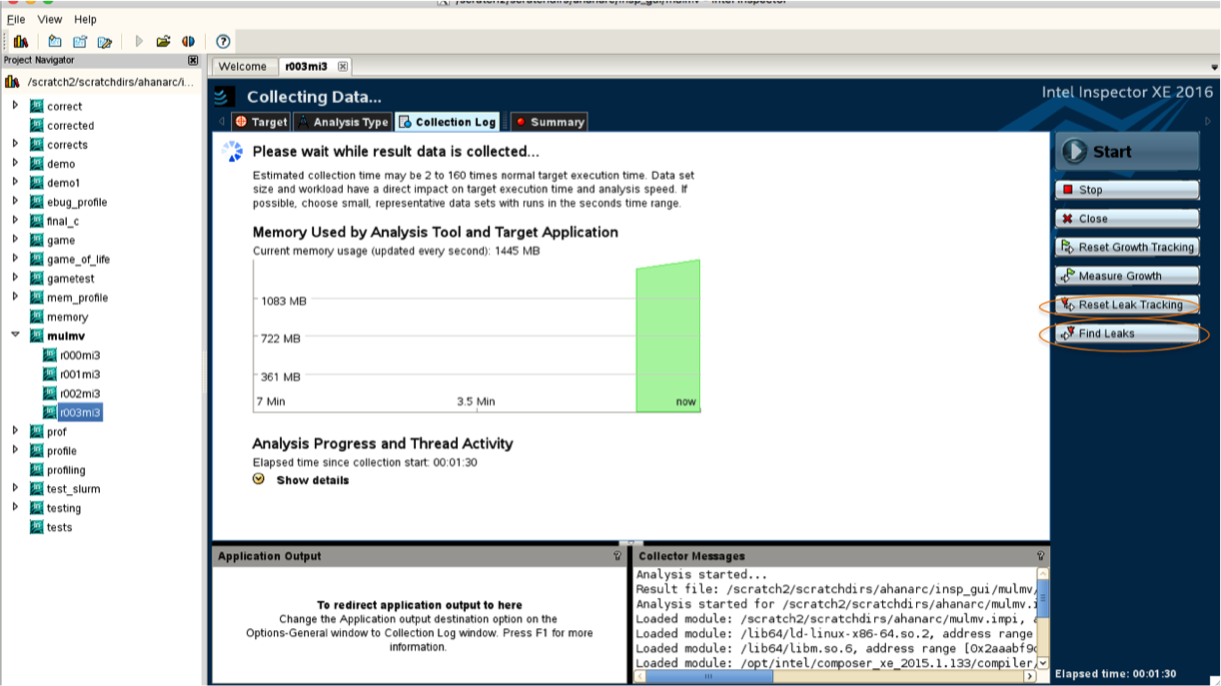 /scratch2/scratchdirs/ahanarc/insp_gui/mulmv - Intel Inspector
File View Help
Project Navigator
/scratch2/scratchdirs/ahanarc/i...
correct
corrected
corrects
demo
demo1
ebug_profile
final_c
game
game_of_life
gametest
mem_profile
memory
mulmv
r000mi3
r001mi3
r002mi3
r003mi3
prof
profile
profiling
test_slurm
testing
tests
Welcome r003mi3
Collecting Data...
Intel Inspector XE 2016
Target Analysis Type Collection Log Summary
Please wait while result data is collected...
Estimated collection time may be 2 to 160 times normal target execution time. Data set
size and workload have a direct impact on target execution time and analysis speed. If
possible, choose small, representative data sets with runs in the seconds time range.
Memory Used by Analysis Tool and Target Application
Current memory usage (updated every second): 1445 MB
1083 MB
722 MB
361 MB
7 Min 3.5 Min now
Analysis Progress and Thread Activity
Elapsed time since collection start: 00:01:30
Show details
Start
Stop
Close
Reset Growth Tracking
Measure Growth
Reset Leak Tracking
Find Leaks
Application Output
To redirect application output to here
Change the Application output destination option on the
Options-General window to Collection Log window. Press F1 for more
information.
Collector Messages
Analysis started...
Result file: /scratch2/scratchdirs/ahanarc/insp_gui/mulmv/
Analysis started for /scratch2/scratchdirs/ahanarc/mulmv.i
Loaded module: /scratch2/scratchdirs/ahanarc/mulmv.impi, a
Loaded module: /lib64/ld-linux-x86-64.so.2, address range
Loaded module: /lib64/libm.so.6, address range [0x2aaabf9c
Loaded module: /opt/intel/composer_xe_2015.1.133/compiler/
Elapsed time: 00:01:30